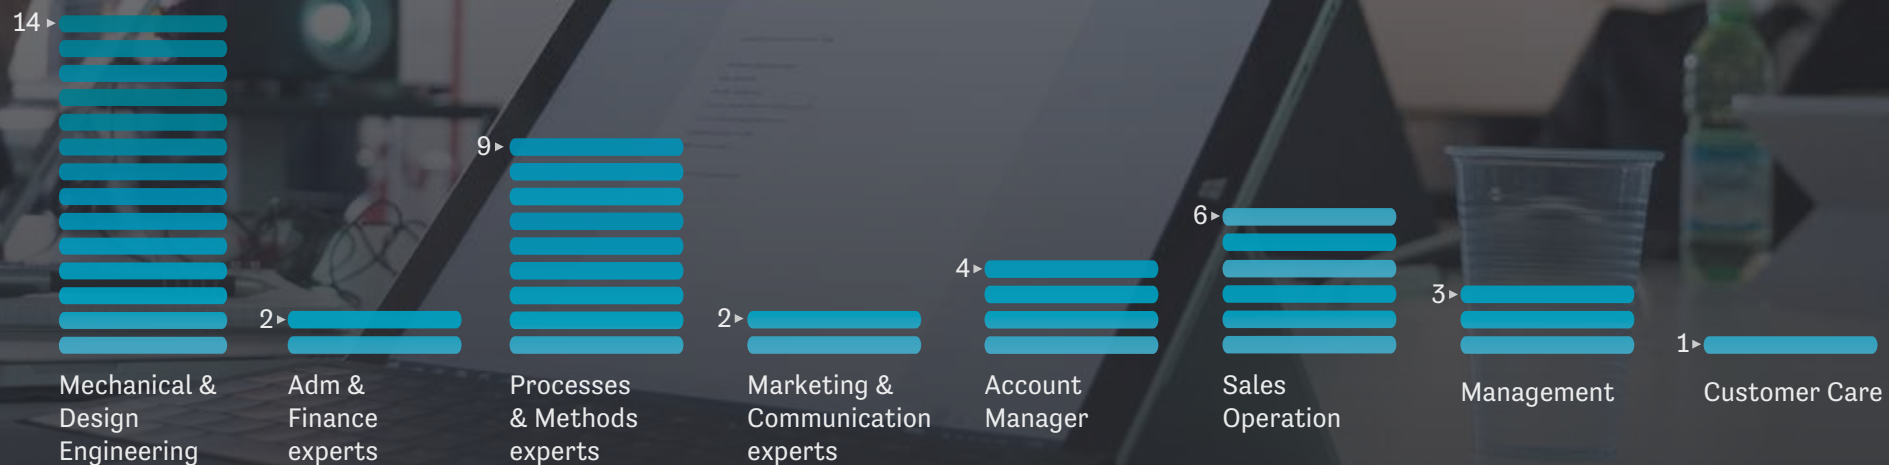 14
9
6
4
3
2
2
1
Mechanical &
Design
Engineering
Adm &
Finance
experts
Processes
& Methods
experts
Marketing &
Communication
experts
Account
Manager
Sales
Operation
Management
Customer Care